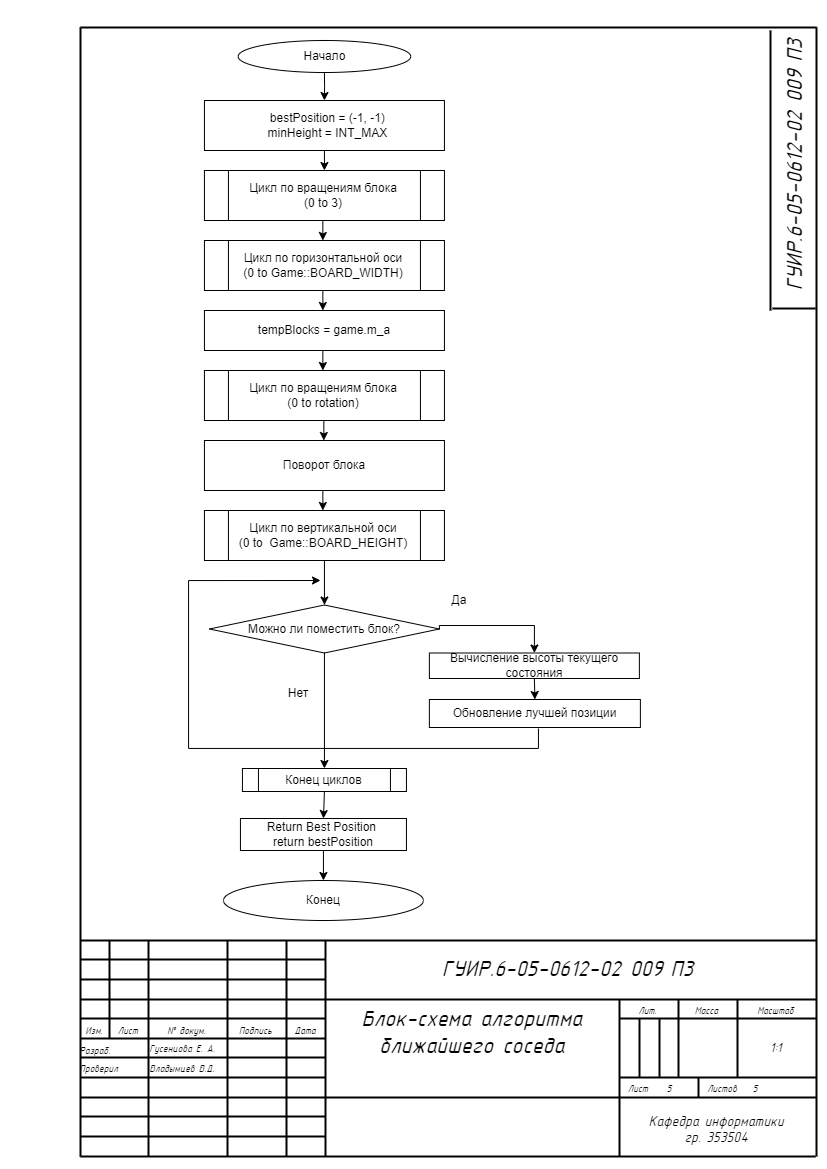 ГУИР.6-05-0612-02 009 ПЗ
Начало
bestPosition = (-1, -1)
minHeight = INT_MAX
Цикл по вращениям блока
(0 to 3)
Цикл по горизонтальной оси
(0 to Game::BOARD_WIDTH)
tempBlocks = game.m_a
Цикл по вращениям блока
(0 to rotation)
Поворот блока
Цикл по вертикальной оси
(0 to Game::BOARD_HEIGHT)
Да
Можно ли поместить блок?
Вычисление высоты текущего
состояния
Нет
Обновление лучшей позиции
Конец циклов
Return Best Position
return bestPosition
Конец
ГУИР.6-05-0612-02 009 ПЗ
Блок-схема алгоритма
ближайшего соседа
Лит. Масса Масштаб
Изм. Лист № докум. Подпись Дата
Разраб. Гусенцова Е. А.
1:1
Проверил Владымцев В.Д.
Лист 5 Листов 5
Кафедра информатики
гр. 353504